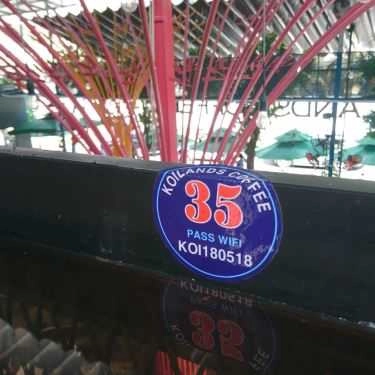 KOILANDS COFFEE
35
PASS WIFI
KOI180518